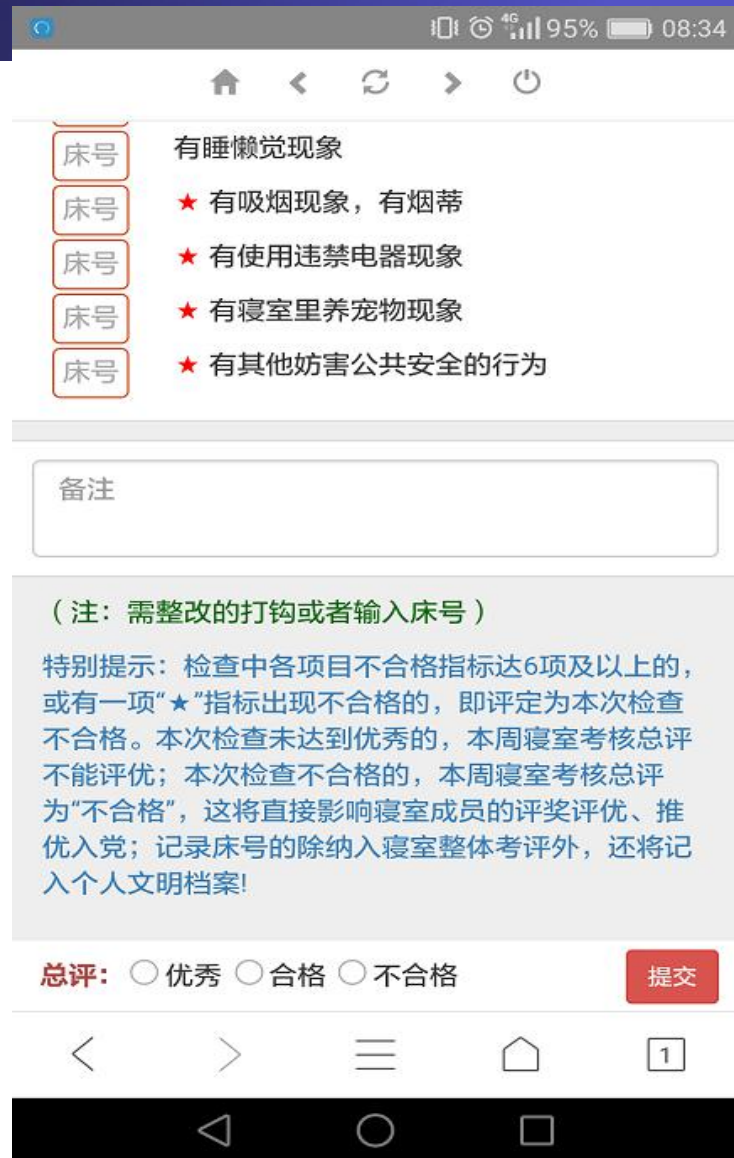 4G 95% 08:34
床号 有睡懒觉现象
床号 ★ 有吸烟现象，有烟蒂
床号 ★ 有使用违禁电器现象
床号 ★ 有寝室里养宠物现象
床号 ★ 有其他妨害公共安全的行为
备注
（注：需整改的打钩或者输入床号）
特别提示：检查中各项目不合格指标达6项及以上的，
或有一项“★”指标出现不合格的，即评定为本次检查
不合格。本次检查未达到优秀的，本周寝室考核总评
不能评优；本次检查不合格的，本周寝室考核总评
为“不合格”，这将直接影响寝室成员的评奖评优、推
优入党；记录床号的除纳入寝室整体考评外，还将记
入个人文明档案!
总评： 优秀 合格 不合格 提交
1